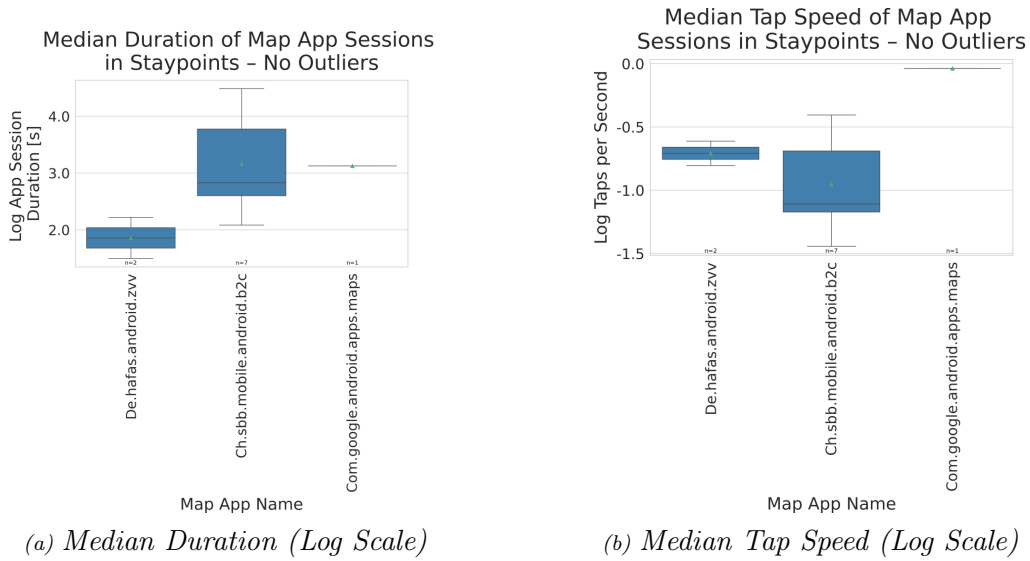 Median Duration of Map App Sessions
in Staypoints – No Outliers
Log App Session
Duration [s]
4.0
3.0
2.0
n=2
n=7
n=1
De.hafas.android.zvv
Ch.sbb.mobile.android.b2c
Com.google.android.apps.maps
Map App Name
(a) Median Duration (Log Scale)
Median Tap Speed of Map App
Sessions in Staypoints – No Outliers
Log Taps per Second
0.0
-0.5
-1.0
-1.5
n=2
n=7
n=1
De.hafas.android.zvv
Ch.sbb.mobile.android.b2c
Com.google.android.apps.maps
Map App Name
(b) Median Tap Speed (Log Scale)